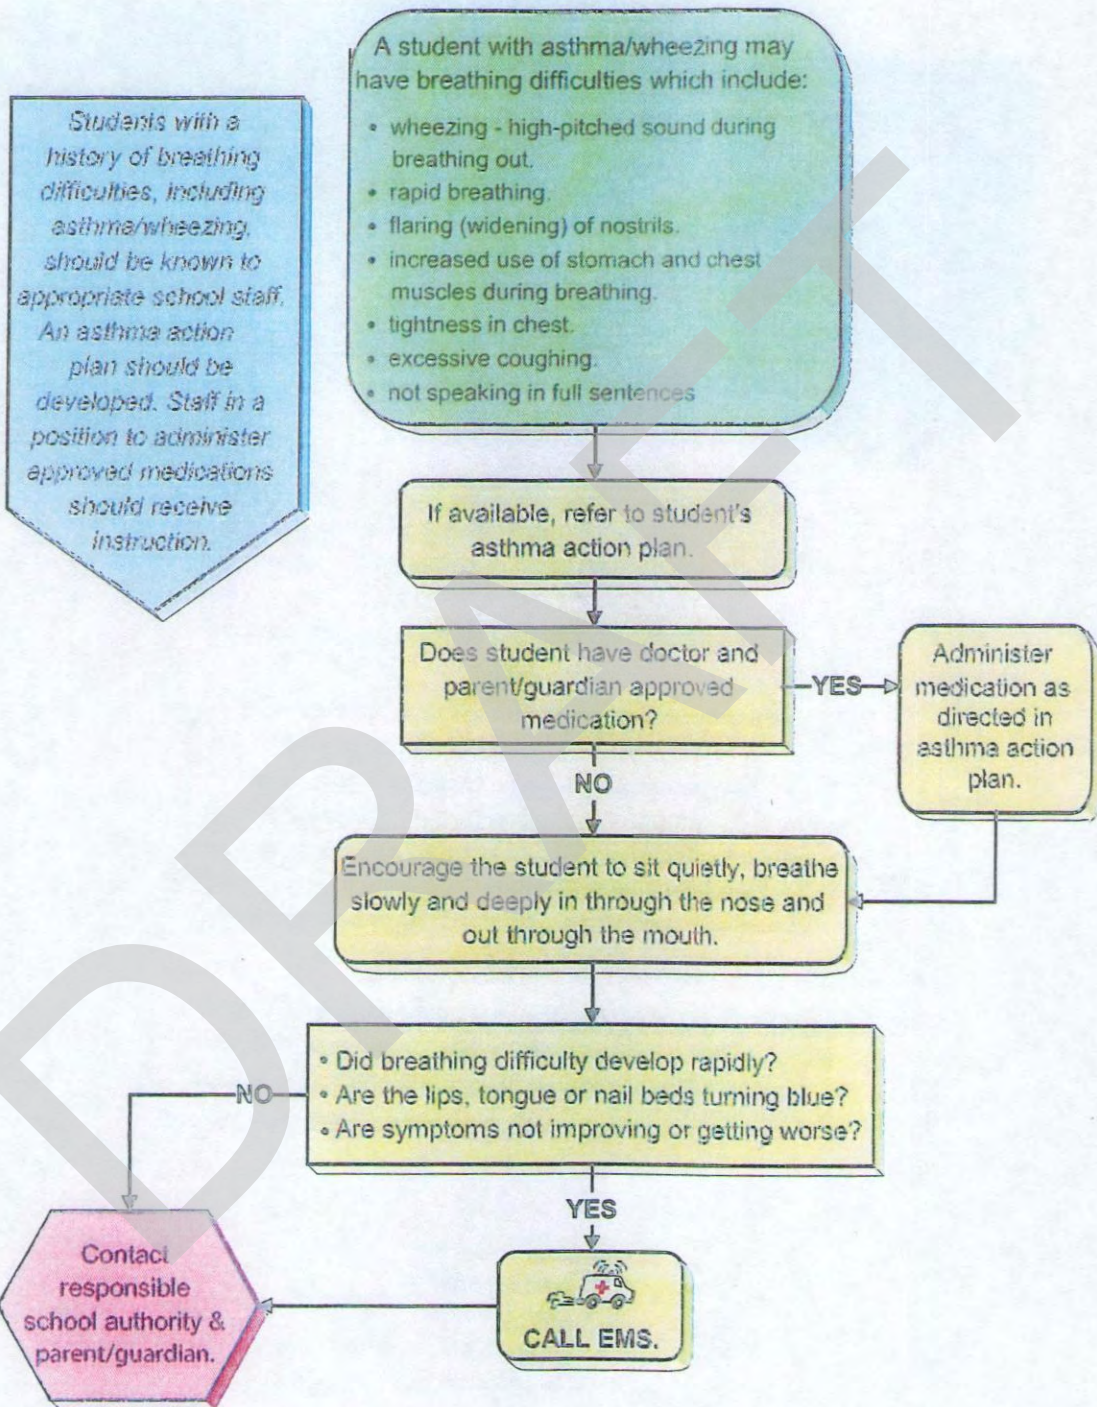 A student with asthma/wheezing may
have breathing difficulties which include:
• wheezing - high-pitched sound during
breathing out.
• rapid breathing.
• flaring (widening) of nostrils.
• increased use of stomach and chest
muscles during breathing.
• tightness in chest.
• excessive coughing.
• not speaking in full sentences
Students with a
history of breathing
difficulties, including
asthma/wheezing,
should be known to
appropriate school staff.
An asthma action
plan should be
developed. Staff in a
position to administer
approved medications
should receive
instruction.
If available, refer to student's
asthma action plan.
Does student have doctor and
parent/guardian approved
medication?
YES
Administer
medication as
directed in
asthma action
plan.
NO
Encourage the student to sit quietly, breathe
slowly and deeply in through the nose and
out through the mouth.
• Did breathing difficulty develop rapidly?
• Are the lips, tongue or nail beds turning blue?
• Are symptoms not improving or getting worse?
NO
YES
Contact
responsible
school authority &
parent/guardian.
CALL EMS.
DRAFT